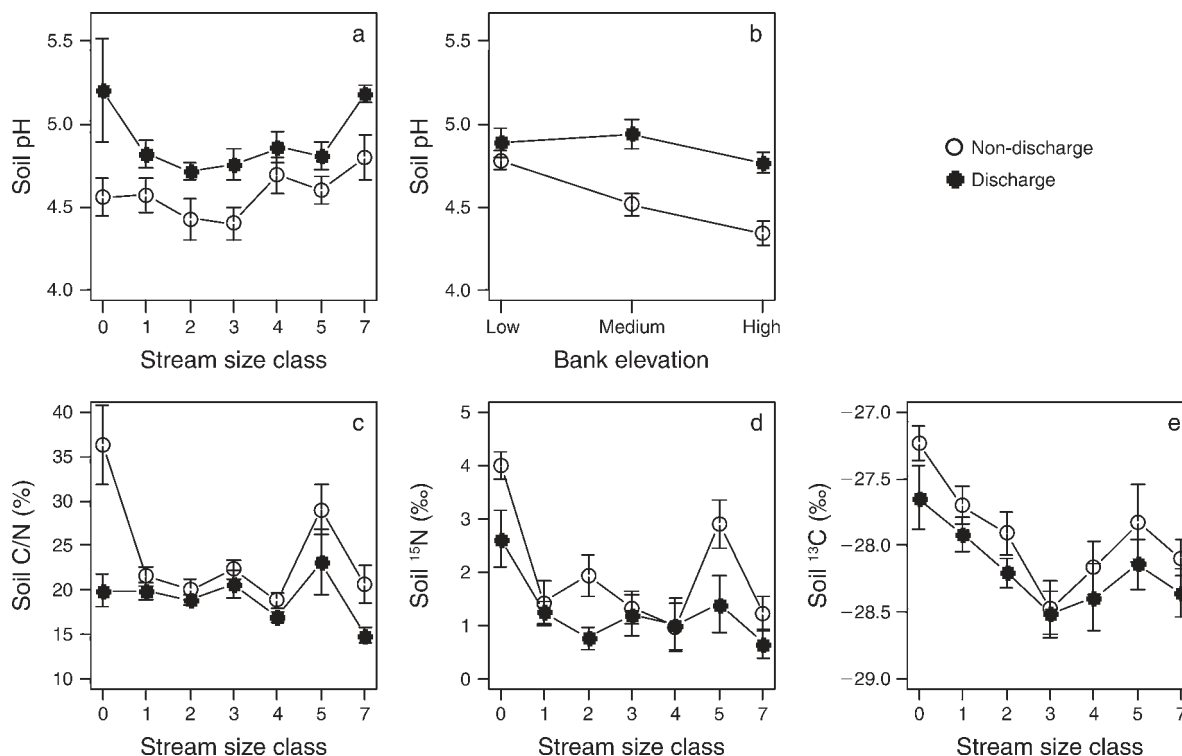 a
5.5
5.0
4.5
4.0
Soil pH
0 1 2 3 4 5 7
Stream size class
b
5.5
5.0
4.5
4.0
Soil pH
Low Medium High
Bank elevation
Non-discharge
Discharge
c
40
35
30
25
20
15
10
Soil C/N (%)
0 1 2 3 4 5 7
Stream size class
d
5
4
3
2
1
0
Soil ¹⁵N (‰)
0 1 2 3 4 5 7
Stream size class
e
−27.0
−27.5
−28.0
−28.5
−29.0
Soil ¹³C (‰)
0 1 2 3 4 5 7
Stream size class